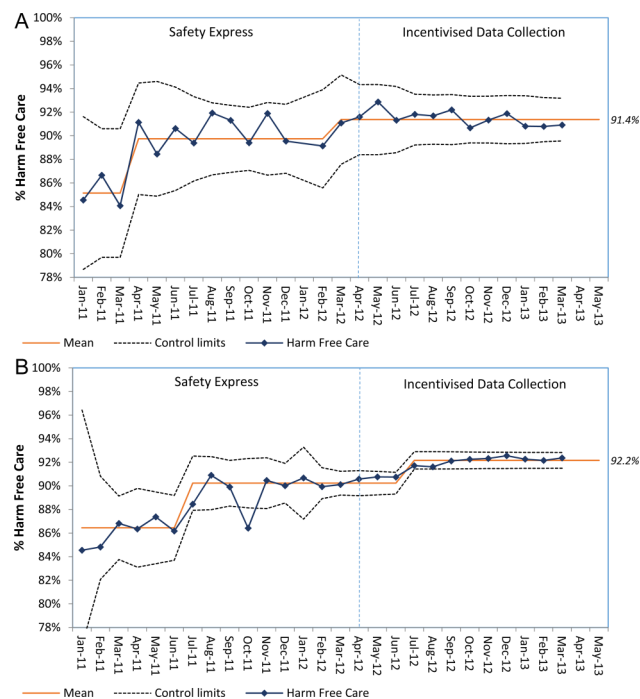 A
100%
98%
96%
94%
92%
90%
88%
86%
84%
82%
80%
78%
% Harm Free Care
Safety Express
Incentivised Data Collection
91.4%
Jan-11
Feb-11
Mar-11
Apr-11
May-11
Jun-11
Jul-11
Aug-11
Sep-11
Oct-11
Nov-11
Dec-11
Jan-12
Feb-12
Mar-12
Apr-12
May-12
Jun-12
Jul-12
Aug-12
Sep-12
Oct-12
Nov-12
Dec-12
Jan-13
Feb-13
Mar-13
Apr-13
May-13
Mean
Control limits
Harm Free Care
B
100%
98%
96%
94%
92%
90%
88%
86%
84%
82%
80%
78%
% Harm Free Care
Safety Express
Incentivised Data Collection
92.2%
Jan-11
Feb-11
Mar-11
Apr-11
May-11
Jun-11
Jul-11
Aug-11
Sep-11
Oct-11
Nov-11
Dec-11
Jan-12
Feb-12
Mar-12
Apr-12
May-12
Jun-12
Jul-12
Aug-12
Sep-12
Oct-12
Nov-12
Dec-12
Jan-13
Feb-13
Mar-13
Apr-13
May-13
Mean
Control limits
Harm Free Care